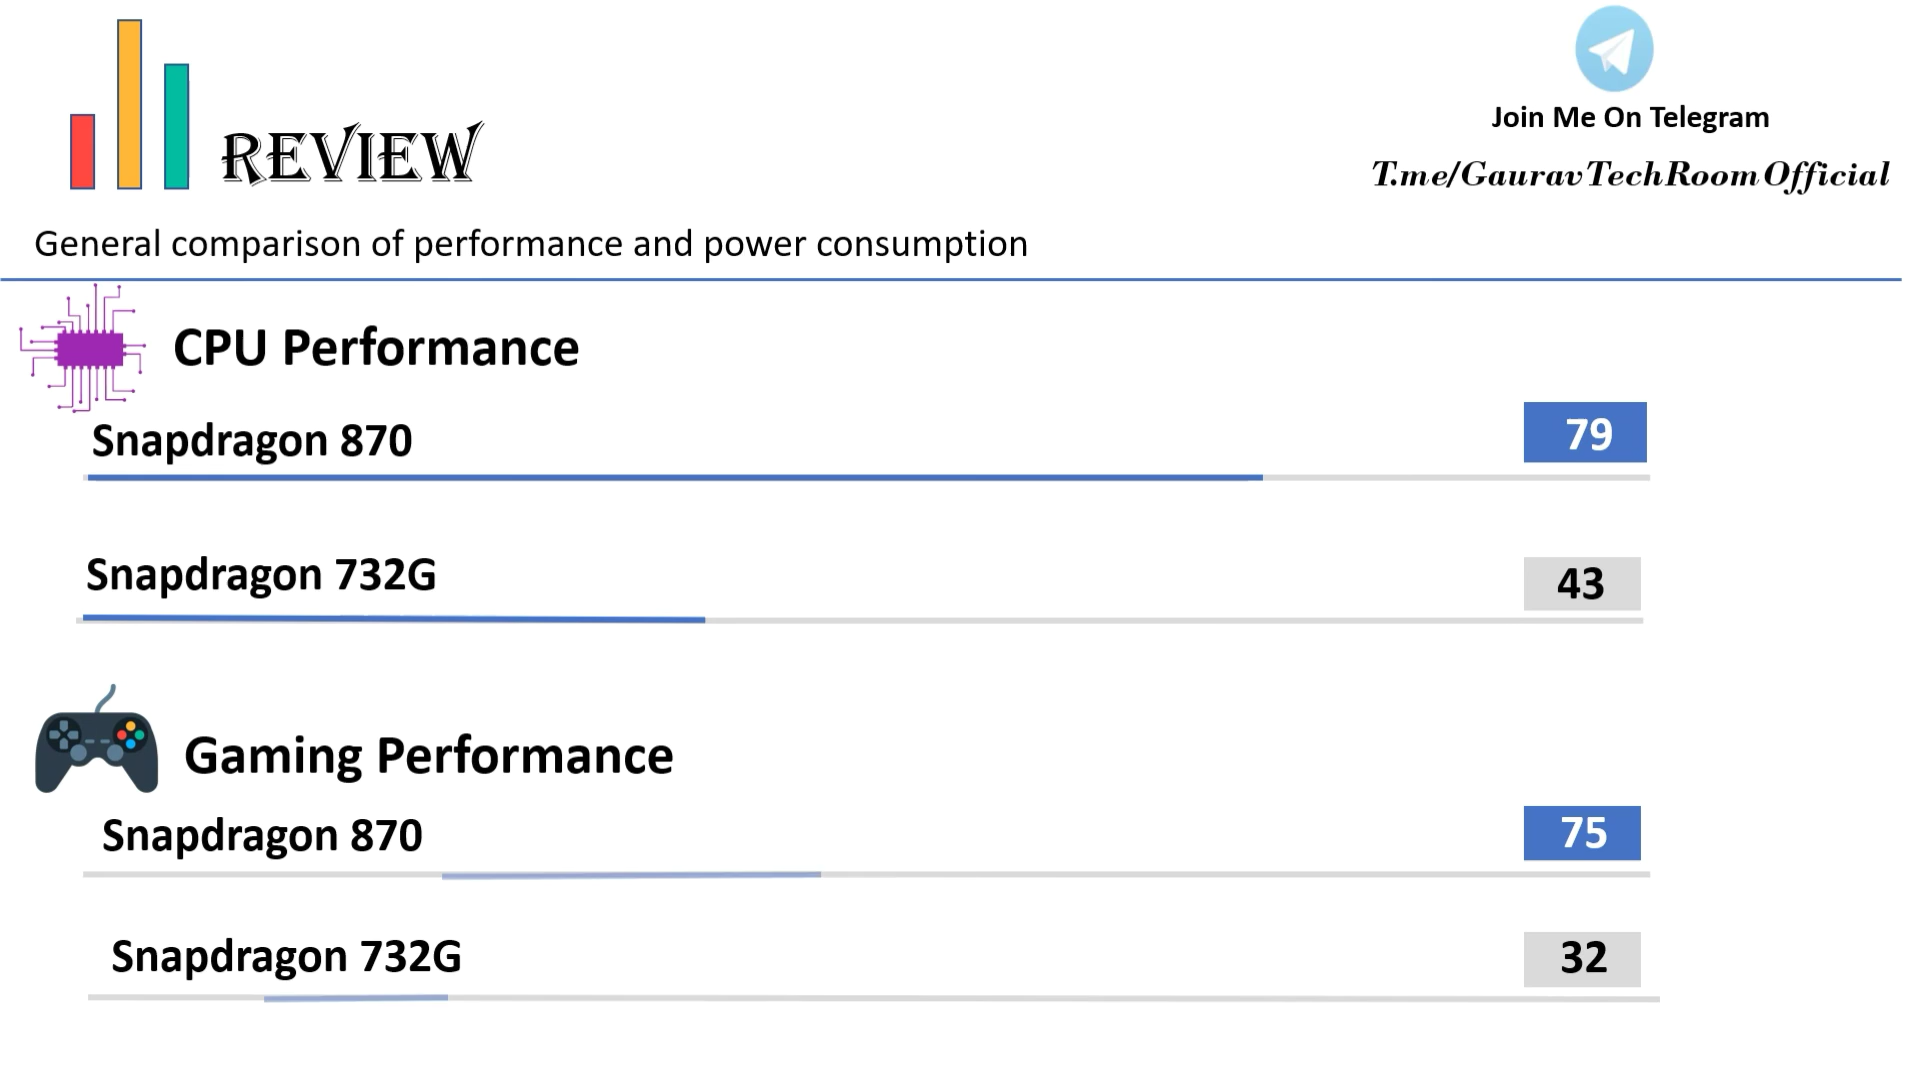 REVIEW
Join Me On Telegram
T.me/GauravTechRoomOfficial
General comparison of performance and power consumption
CPU Performance
Snapdragon 870
79
Snapdragon 732G
43
Gaming Performance
Snapdragon 870
75
Snapdragon 732G
32